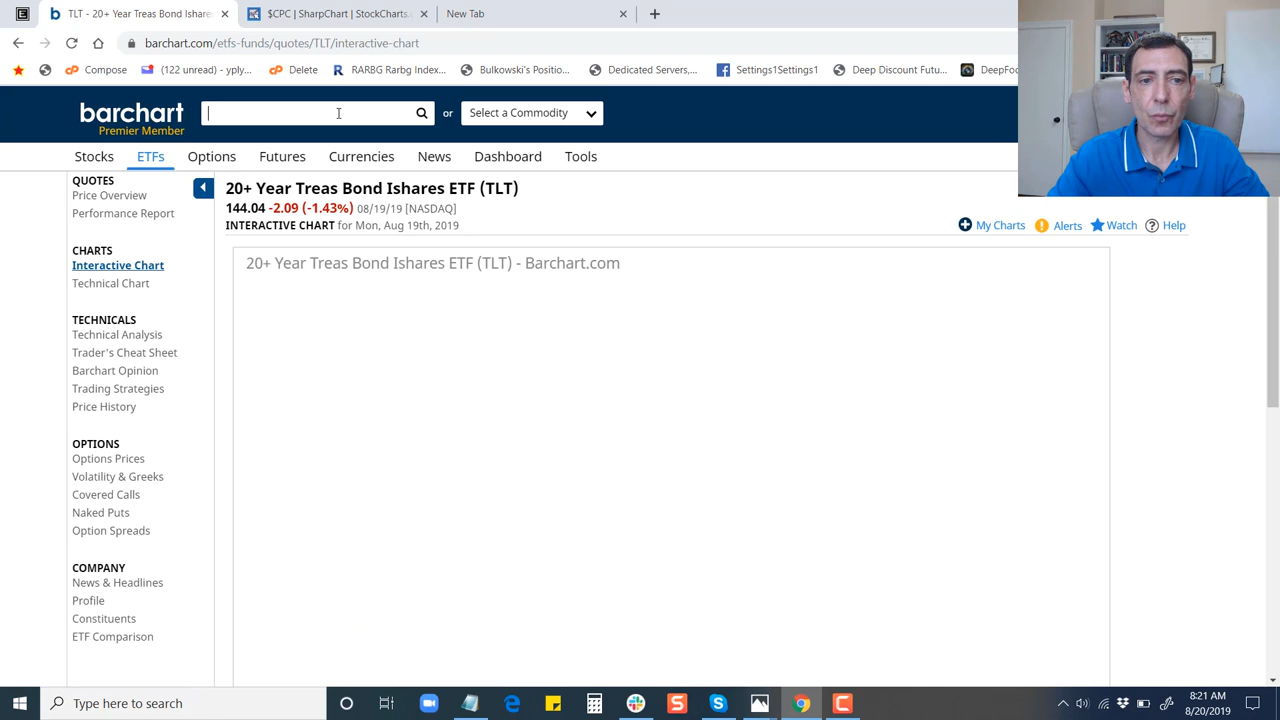 TLT - 20+ Year Treas Bond Ishares
$CPC | SharpChart | StockCharts.c
New Tab
barchart.com/etfs-funds/quotes/TLT/interactive-chart
Compose
(122 unread) - yply...
Delete
RARBG Rarbg Index...
Bulkowski's Positio...
Dedicated Servers,...
Settings1Settings1
Deep Discount Futu...
DeepFoo
barchart
Premier Member
or
Select a Commodity
Stocks
ETFs
Options
Futures
Currencies
News
Dashboard
Tools
QUOTES
Price Overview
Performance Report
CHARTS
Interactive Chart
Technical Chart
TECHNICALS
Technical Analysis
Trader's Cheat Sheet
Barchart Opinion
Trading Strategies
Price History
OPTIONS
Options Prices
Volatility & Greeks
Covered Calls
Naked Puts
Option Spreads
COMPANY
News & Headlines
Profile
Constituents
ETF Comparison
20+ Year Treas Bond Ishares ETF (TLT)
144.04 -2.09 (-1.43%) 08/19/19 [NASDAQ]
INTERACTIVE CHART for Mon, Aug 19th, 2019
My Charts
Alerts
Watch
Help
20+ Year Treas Bond Ishares ETF (TLT) - Barchart.com
Type here to search
8:21 AM
8/20/2019